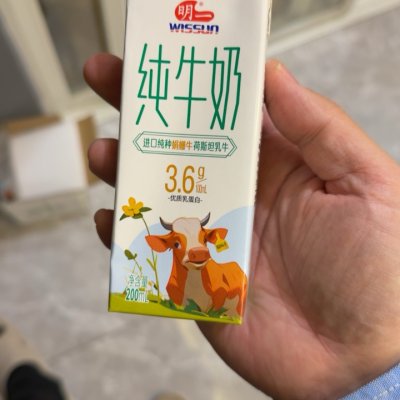 明一
WISSUN
纯牛奶
进口纯种娟姗牛荷斯坦乳牛
3.6g/100mL
-优质乳蛋白-
净含量
200mL